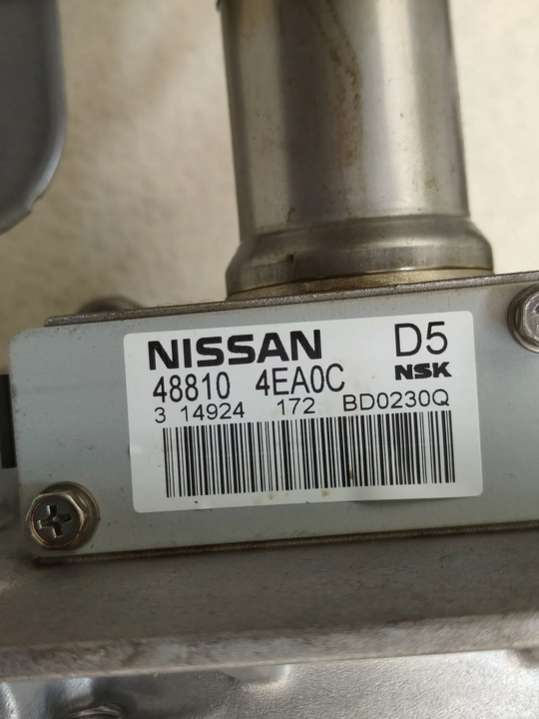 NISSAN D5
48810 4EA0C NSK
3 14924 172 BD0230Q